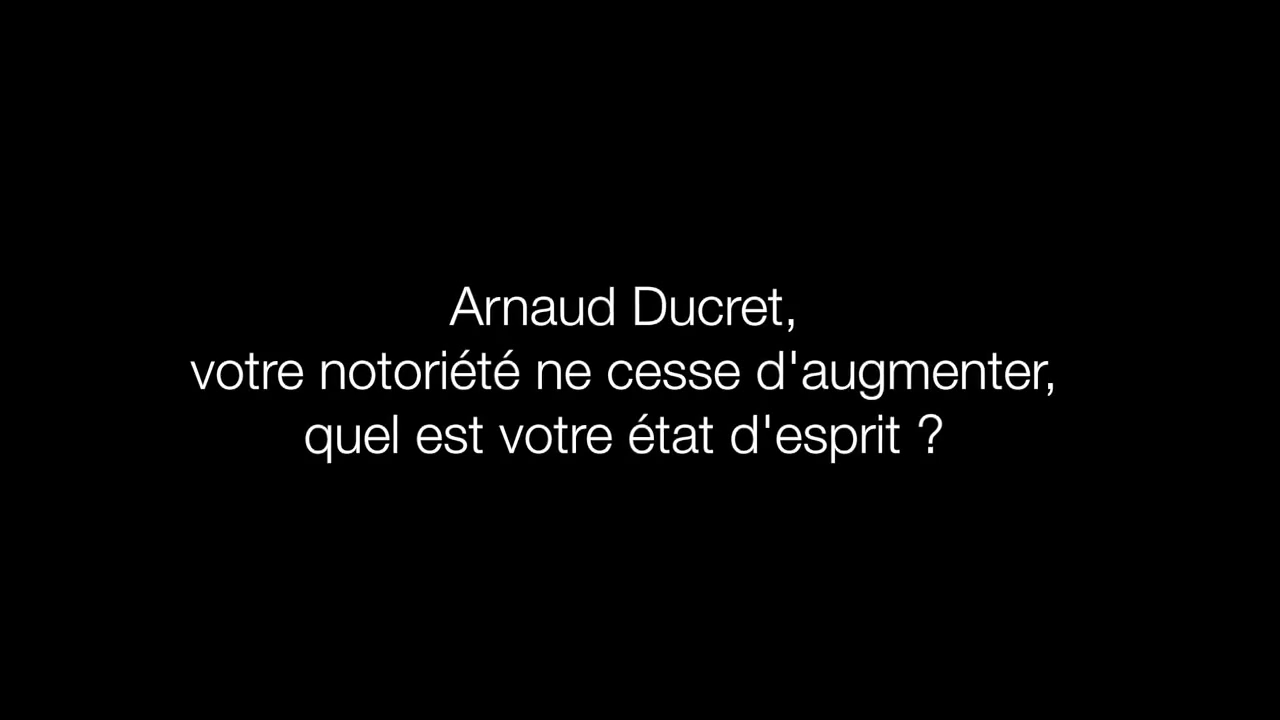 Arnaud Ducret,
votre notoriété ne cesse d'augmenter,
quel est votre état d'esprit ?